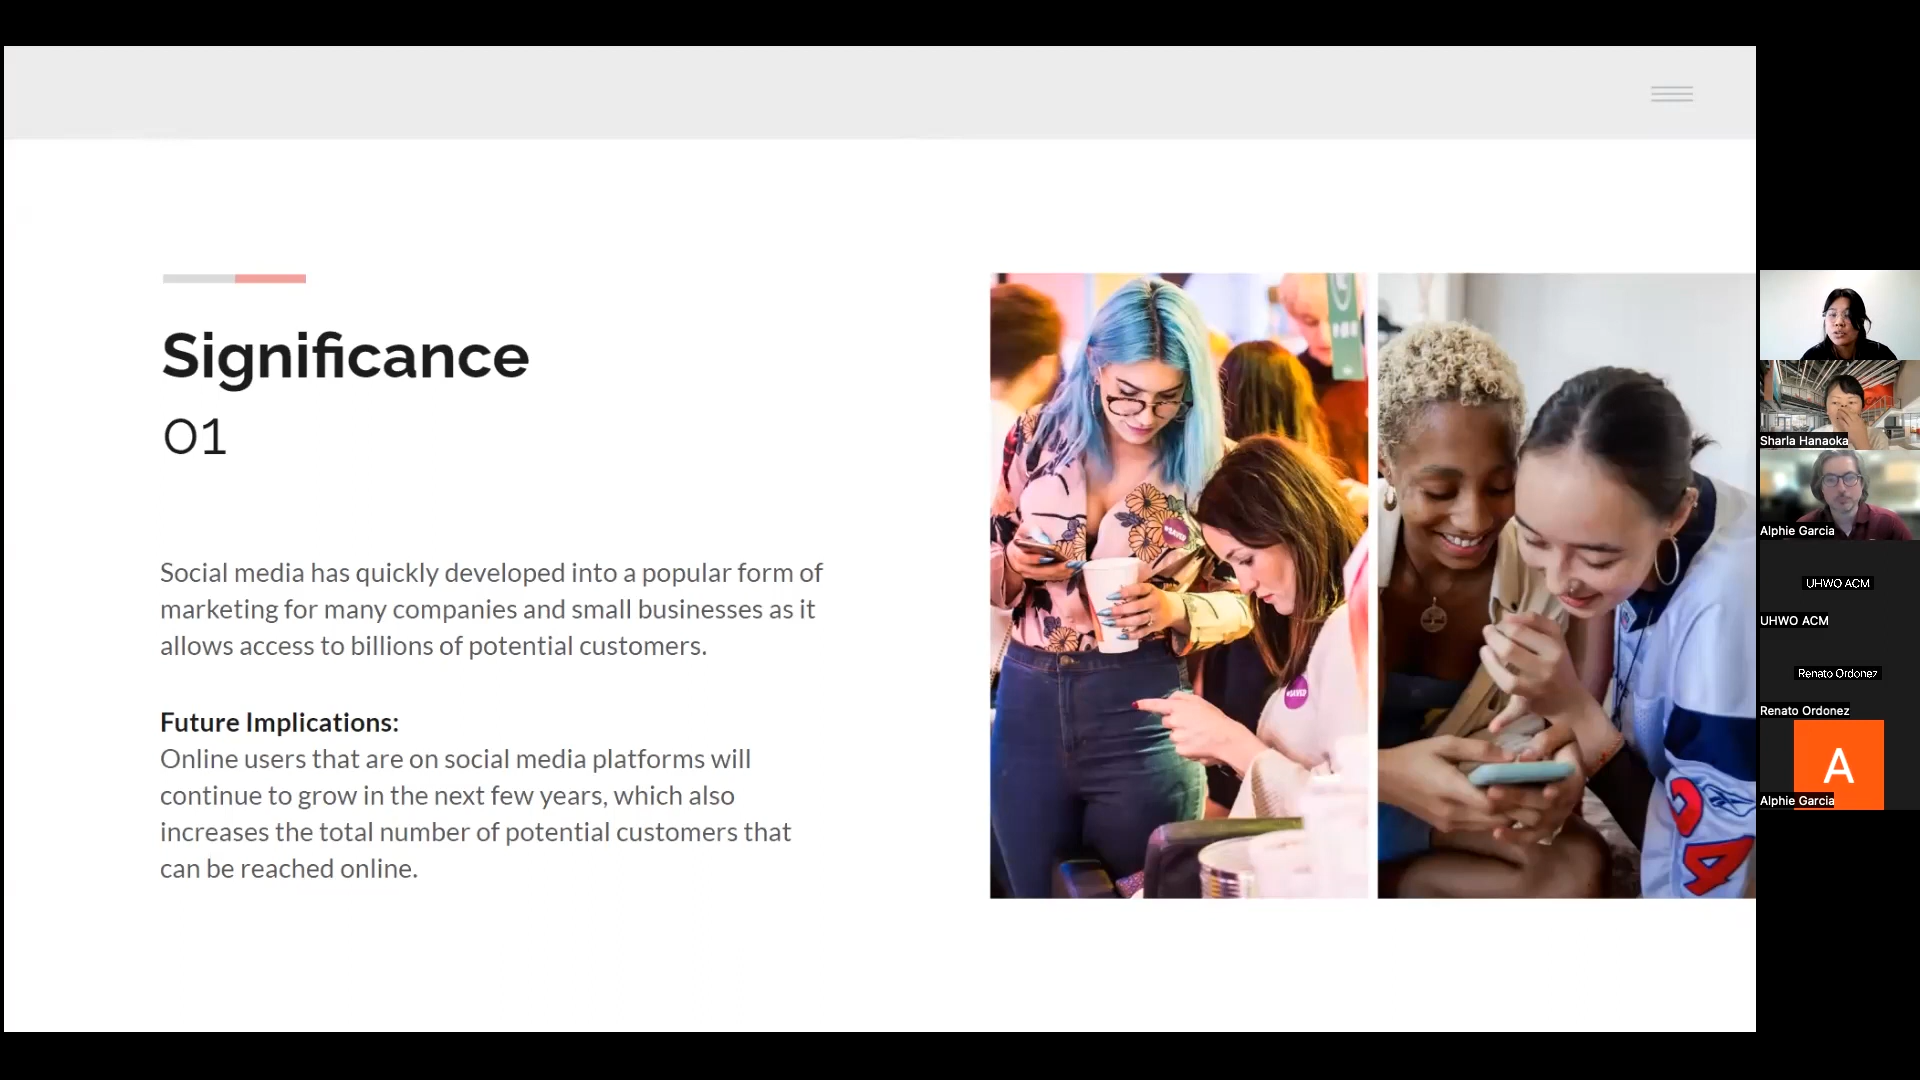 Significance
01
Social media has quickly developed into a popular form of
marketing for many companies and small businesses as it
allows access to billions of potential customers.
Future Implications:
Online users that are on social media platforms will
continue to grow in the next few years, which also
increases the total number of potential customers that
can be reached online.
Sharla Hanaoka
Alphie Garcia
UHWO ACM
UHWO ACM
Renato Ordonez
Renato Ordonez
A
Alphie Garcia